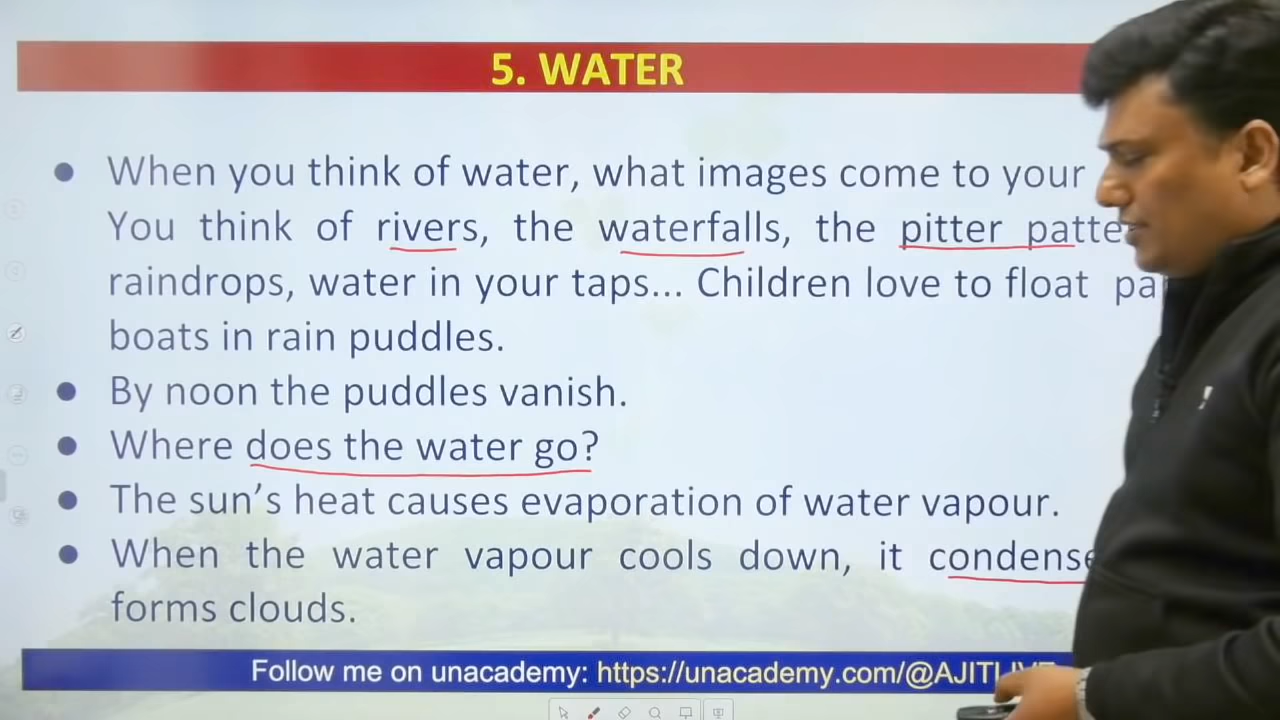 5. WATER
● When you think of water, what images come to your
You think of rivers, the waterfalls, the pitter
raindrops, water in your taps... Children love to float
boats in rain puddles.
● By noon the puddles vanish.
● Where does the water go?
● The sun's heat causes evaporation of water vapour.
● When the water vapour cools down, it
forms clouds.
Follow me on unacademy: https://unacademy.com/@AJITLIVE